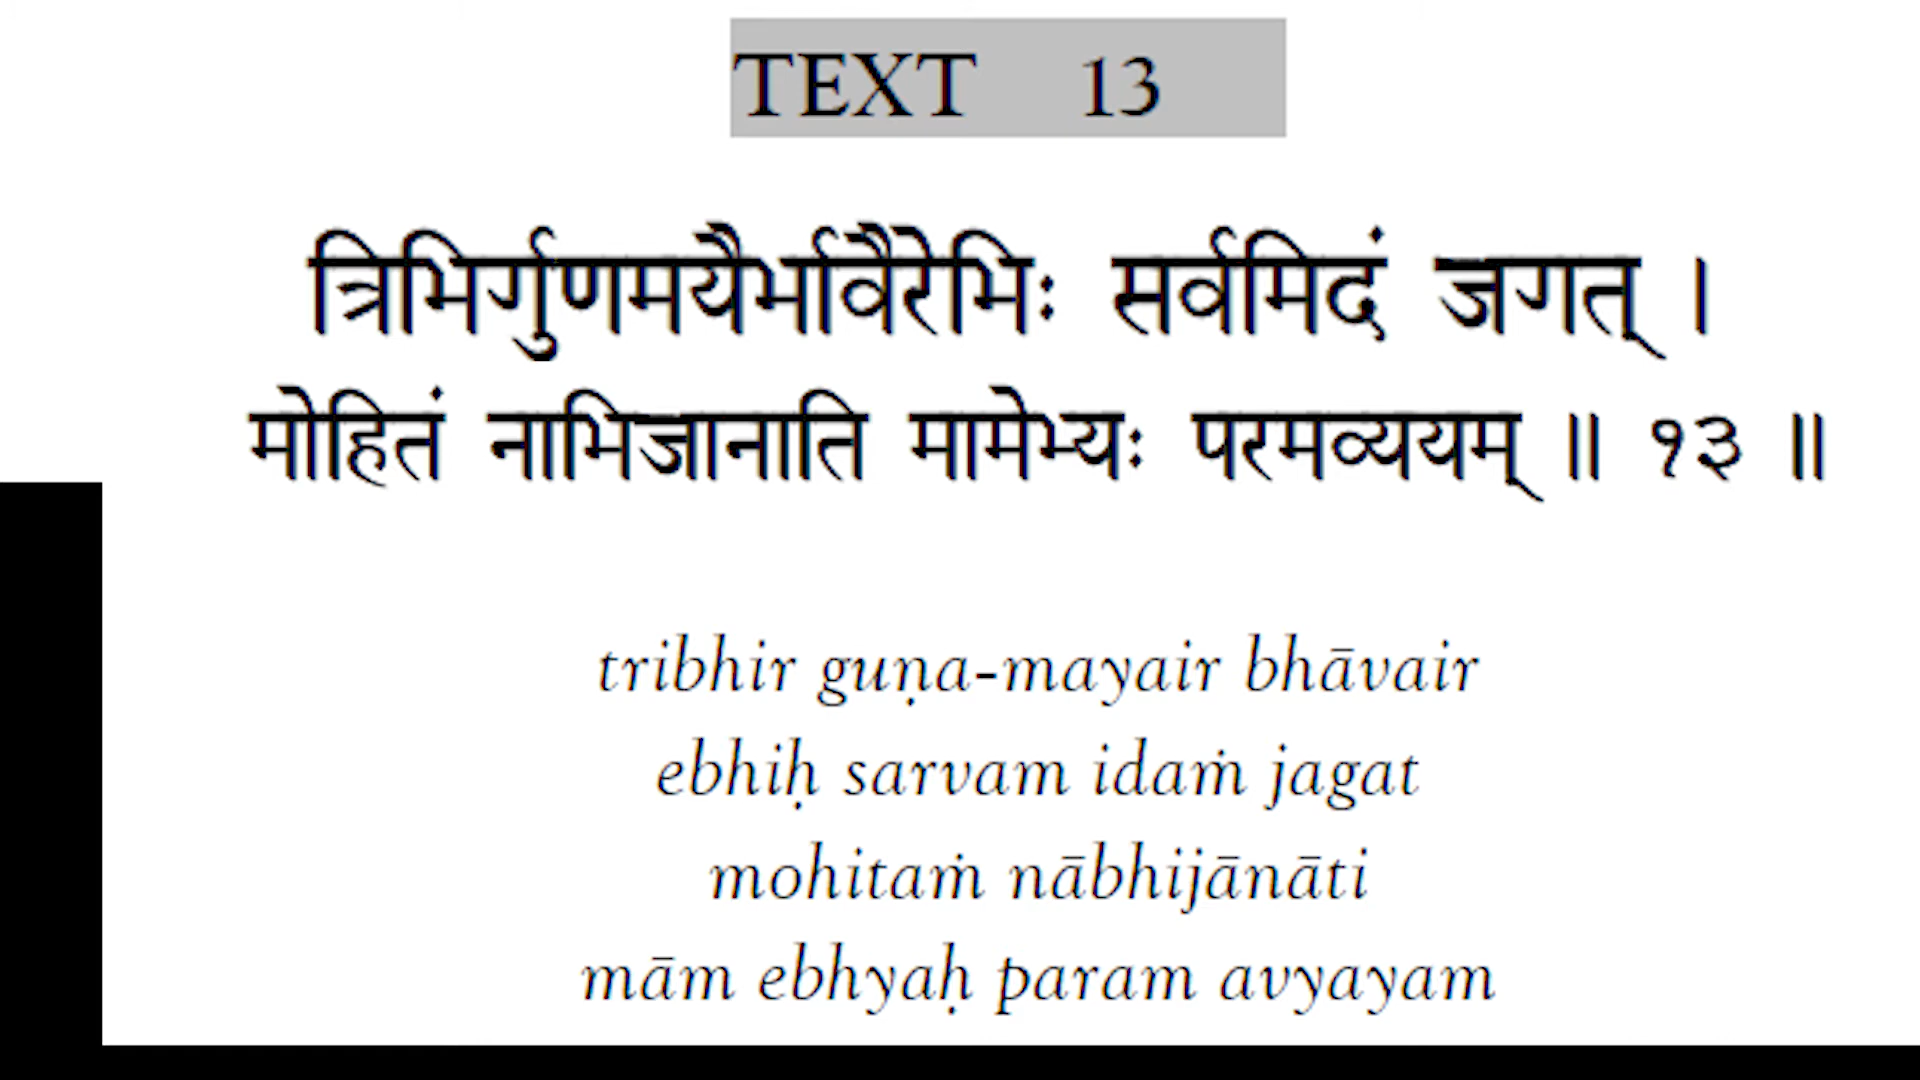 TEXT 13
त्रिभिर्गुणमयैर्भावैरेभिः सर्वमिदं जगत् ।
मोहितं नाभिजानाति मामेभ्यः परमव्ययम् ॥ १३ ॥
tribhir guṇa-mayair bhāvair
ebhiḥ sarvam idaṁ jagat
mohitaṁ nābhijānāti
mām ebhyaḥ param avyayam